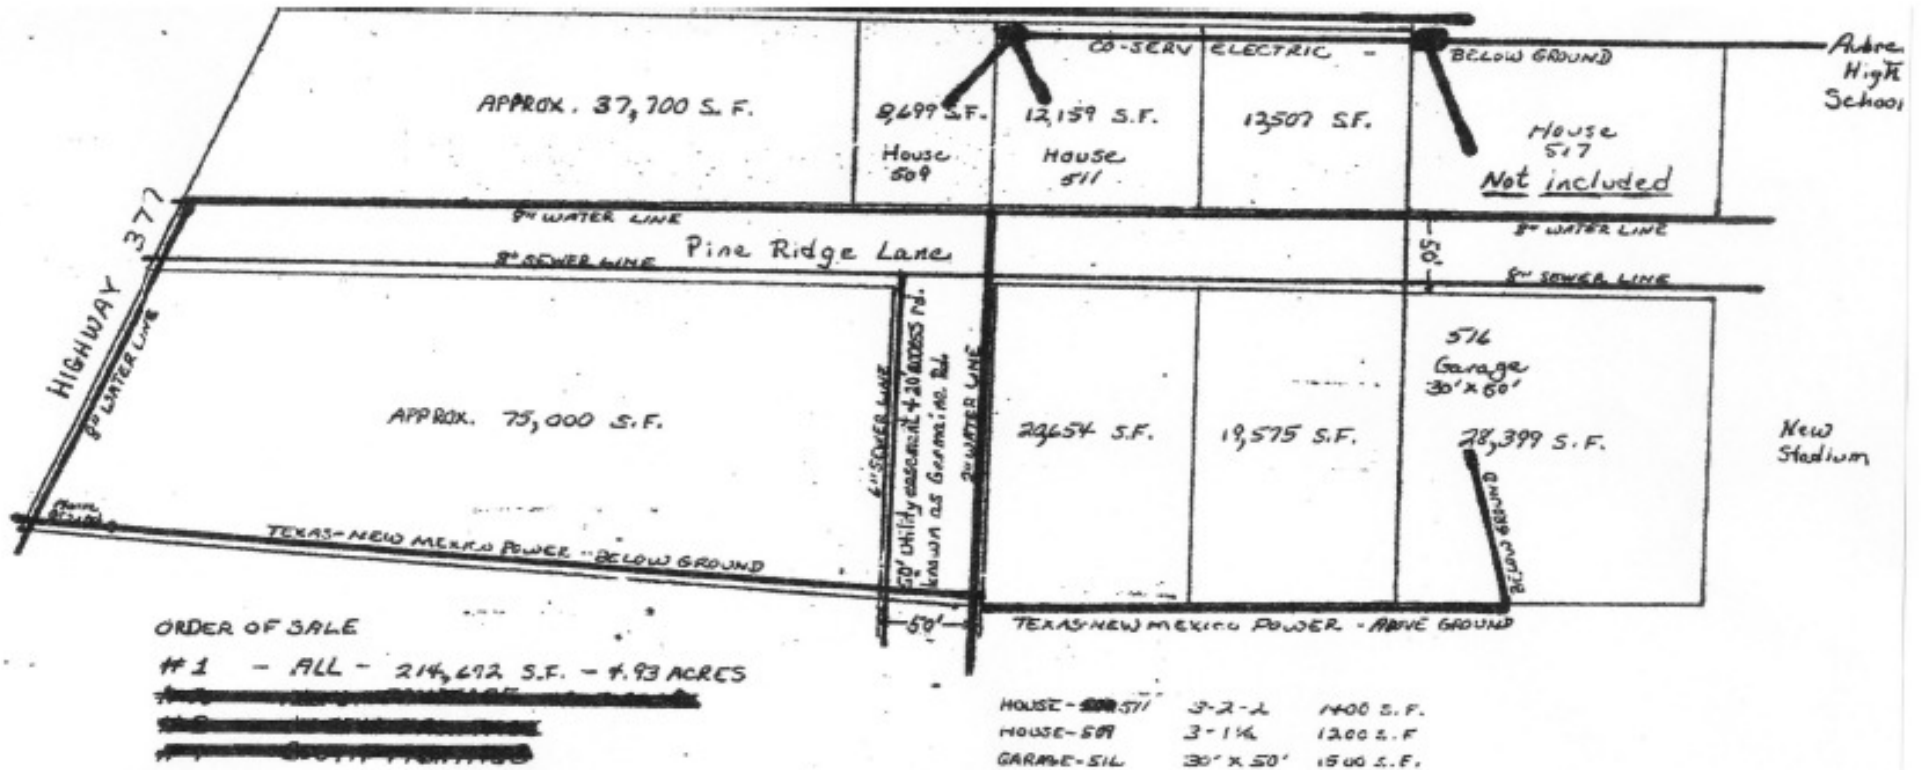 CO-SERV ELECTRIC - BELOW GROUND
High
School
APPROX. 37,700 S.F.
8,699 S.F.
House
509
12,159 S.F.
House
511
12,507 S.F.
House
517
Not included
HIGHWAY 377
8" WATER LINE
8" WATER LINE
Pine Ridge Lane
8" SEWER LINE
50'
8" WATER LINE
8" SEWER LINE
APPROX. 75,000 S.F.
6" SEWER LINE
50' Utility easement & 20' access rd.
known as Germaine Rd.
2" WATER LINE
20,654 S.F.
19,575 S.F.
516
Garage
30' x 50'
28,399 S.F.
BELOW GROUND
New
Stadium
TEXAS-NEW MEXICO POWER - BELOW GROUND
50'
TEXAS-NEW MEXICO POWER - ABOVE GROUND
ORDER OF SALE
#1 - ALL - 214,692 S.F. - 4.93 ACRES
HOUSE- 511 3-2-2 1400 S.F.
HOUSE-509 3-1½ 1200 S.F.
GARAGE-516 30' x 50' 1500 S.F.